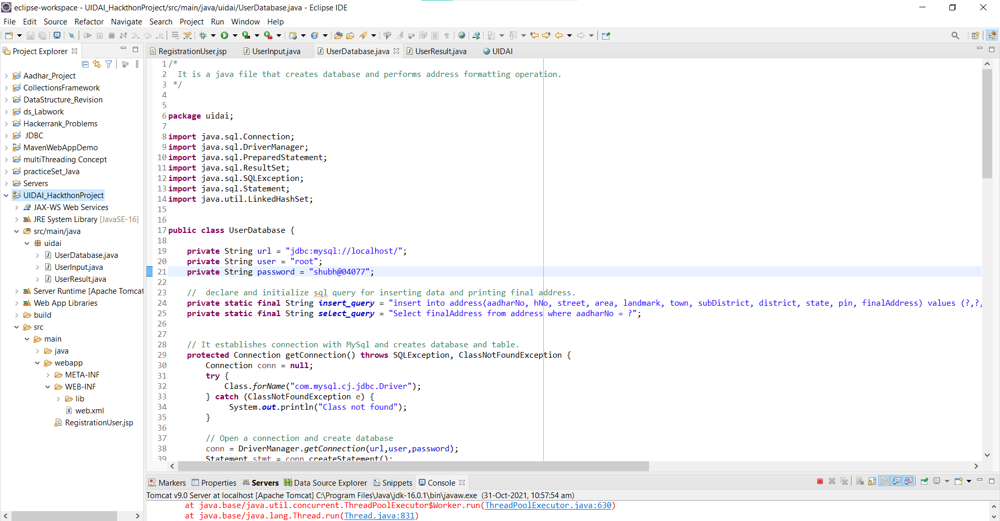 eclipse-workspace - UIDAI_HackthonProject/src/main/java/uidai/UserDatabase.java - Eclipse IDE
File Edit Source Refactor Navigate Search Project Run Window Help
Project Explorer
Aadhar_Project
CollectionsFramework
DataStructure_Revision
ds_Labwork
Hackerrank_Problems
JDBC
MavenWebAppDemo
multiThreading Concept
practiceSet_Java
Servers
UIDAI_HackthonProject
JAX-WS Web Services
JRE System Library [JavaSE-16]
src/main/java
uidai
UserDatabase.java
UserInput.java
UserResult.java
Server Runtime [Apache Tomcat
Web App Libraries
build
src
main
java
webapp
META-INF
WEB-INF
lib
web.xml
RegistrationUser.jsp
RegistrationUser.jsp UserInput.java UserDatabase.java UserResult.java UIDAI
1 /*
2 It is a java file that creates database and performs address formatting operation.
3 */
4
5
6 package uidai;
7
8 import java.sql.Connection;
9 import java.sql.DriverManager;
10 import java.sql.PreparedStatement;
11 import java.sql.ResultSet;
12 import java.sql.SQLException;
13 import java.sql.Statement;
14 import java.util.LinkedHashSet;
15
16
17 public class UserDatabase {
18
19 private String url = "jdbc:mysql://localhost/";
20 private String user = "root";
21 private String password = "shubh@04077";
22
23 // declare and initialize sql query for inserting data and printing final address.
24 private static final String insert_query = "insert into address(aadharNo, hNo, street, area, landmark, town, subDistrict, district, state, pin, finalAddress) values (?,?,
25 private static final String select_query = "Select finalAddress from address where aadharNo = ?";
26
27
28 // It establishes connection with MySql and creates database and table.
29 protected Connection getConnection() throws SQLException, ClassNotFoundException {
30 Connection conn = null;
31 try {
32 Class.forName("com.mysql.cj.jdbc.Driver");
33 } catch (ClassNotFoundException e) {
34 System.out.println("Class not found");
35 }
36
37 // Open a connection and create database
38 conn = DriverManager.getConnection(url,user,password);
39 Statement stmt = conn.createStatement();
Markers Properties Servers Data Source Explorer Snippets Console
Tomcat v9.0 Server at localhost [Apache Tomcat] C:\Program Files\Java\jdk-16.0.1\bin\javaw.exe (31-Oct-2021, 10:57:54 am)
at java.base/java.util.concurrent.ThreadPoolExecutor$Worker.run(ThreadPoolExecutor.java:630)
at java.base/java.lang.Thread.run(Thread.java:831)